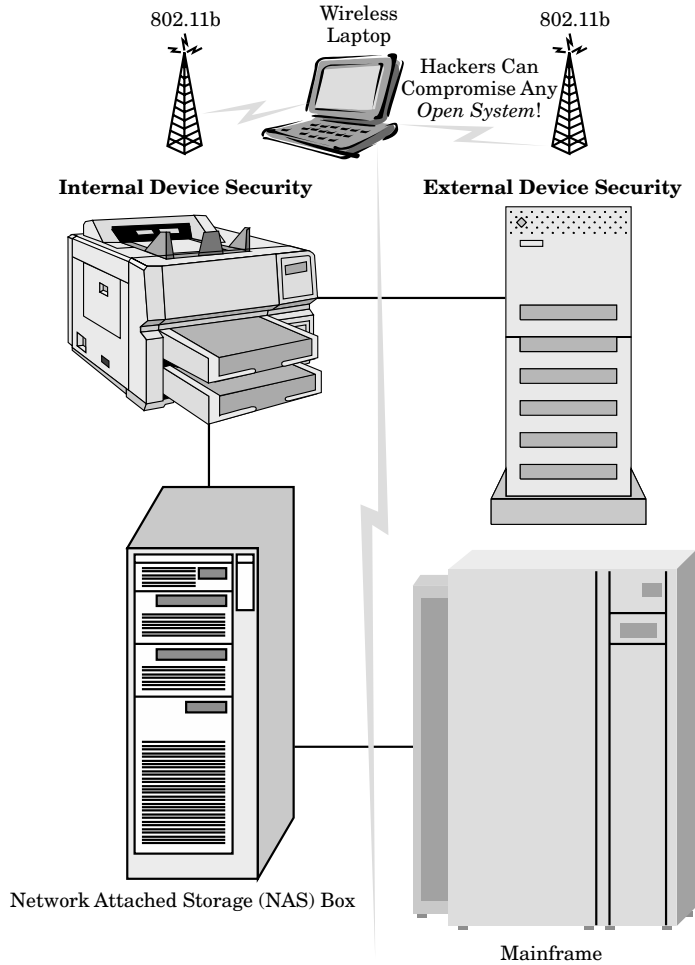 802.11b
Wireless
Laptop
802.11b
Hackers Can
Compromise Any
Open System!
Internal Device Security
External Device Security
Network Attached Storage (NAS) Box
Mainframe